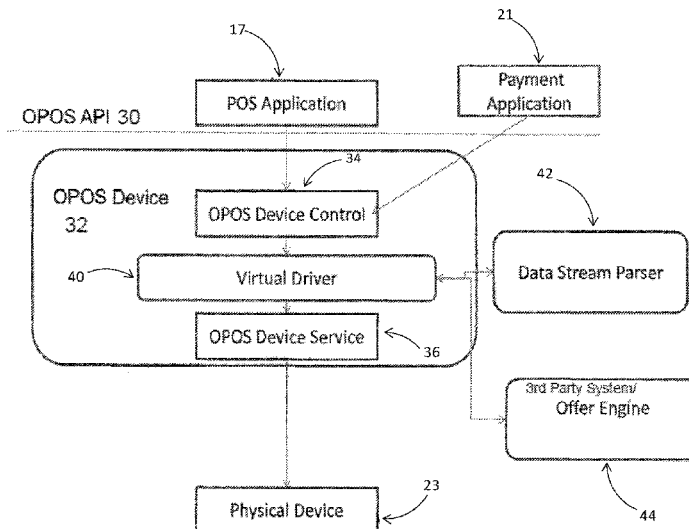 17
21
POS Application
Payment
Application
OPOS API 30
34
OPOS Device
32
OPOS Device Control
42
40
Virtual Driver
Data Stream Parser
OPOS Device Service
36
3rd Party System/
Offer Engine
23
Physical Device
44